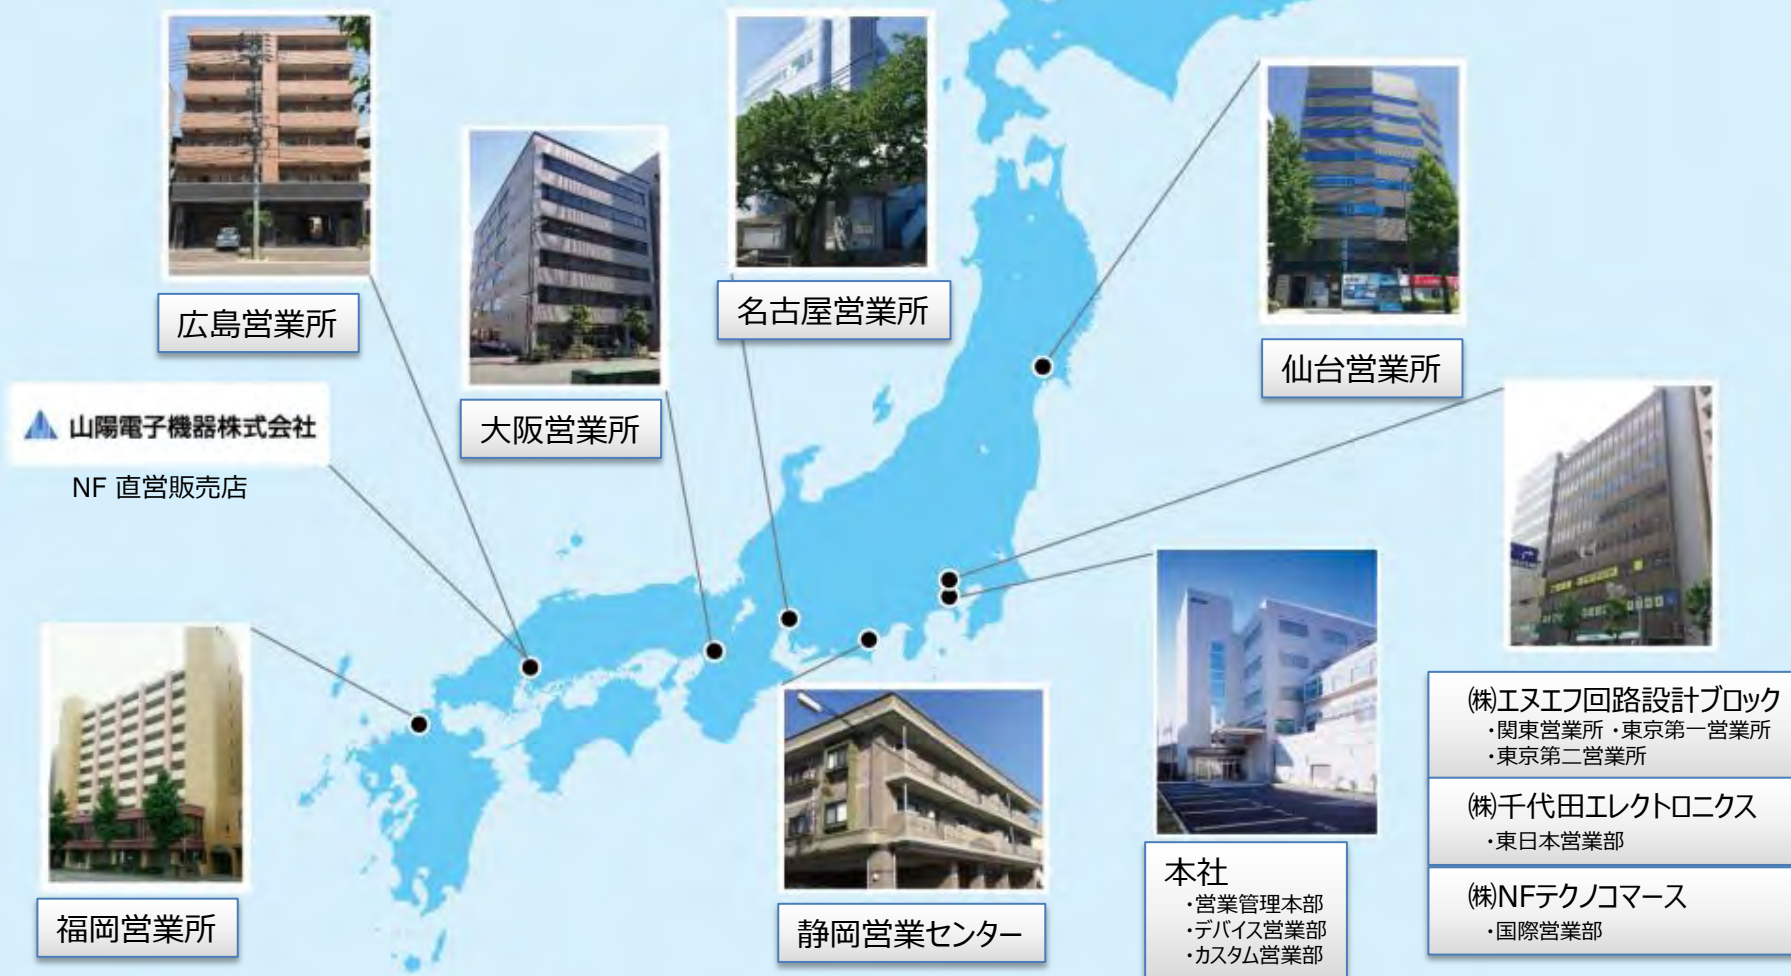 広島営業所
大阪営業所
名古屋営業所
仙台営業所
山陽電子機器株式会社
NF 直営販売店
福岡営業所
静岡営業センター
本社
・営業管理本部
・デバイス営業部
・カスタム営業部
㈱エヌエフ回路設計ブロック
・関東営業所 ・東京第一営業所
・東京第二営業所
㈱千代田エレクトロニクス
・東日本営業部
㈱NFテクノコマース
・国際営業部